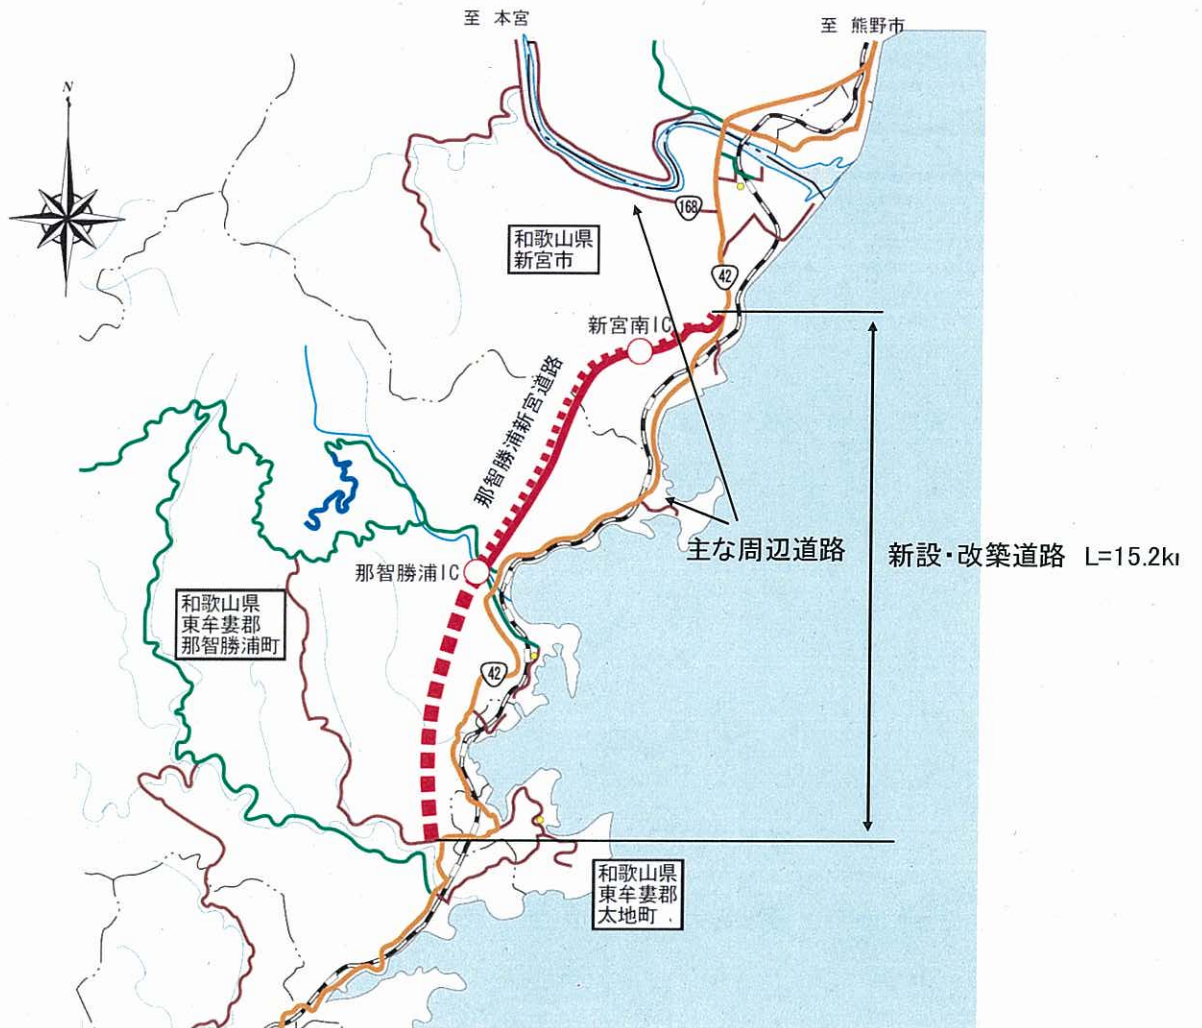 至 本宮
至 熊野市
N
168
和歌山県
新宮市
42
新宮南IC
那智勝浦新宮道路
主な周辺道路
新設・改築道路 L=15.2k
那智勝浦IC
和歌山県
東牟婁郡
那智勝浦町
42
和歌山県
東牟婁郡
太地町